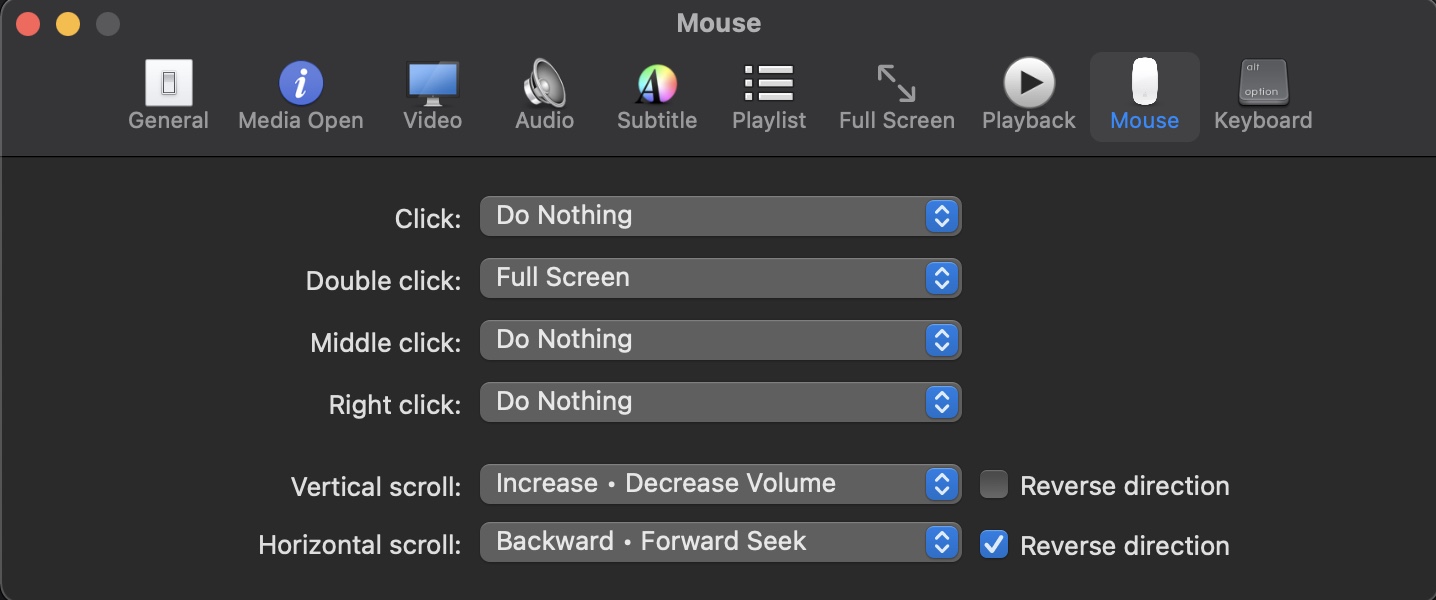 Mouse
General
Media Open
Video
Audio
Subtitle
Playlist
Full Screen
Playback
Mouse
alt
option
Keyboard
Click: Do Nothing
Double click: Full Screen
Middle click: Do Nothing
Right click: Do Nothing
Vertical scroll: Increase • Decrease Volume Reverse direction
Horizontal scroll: Backward • Forward Seek Reverse direction